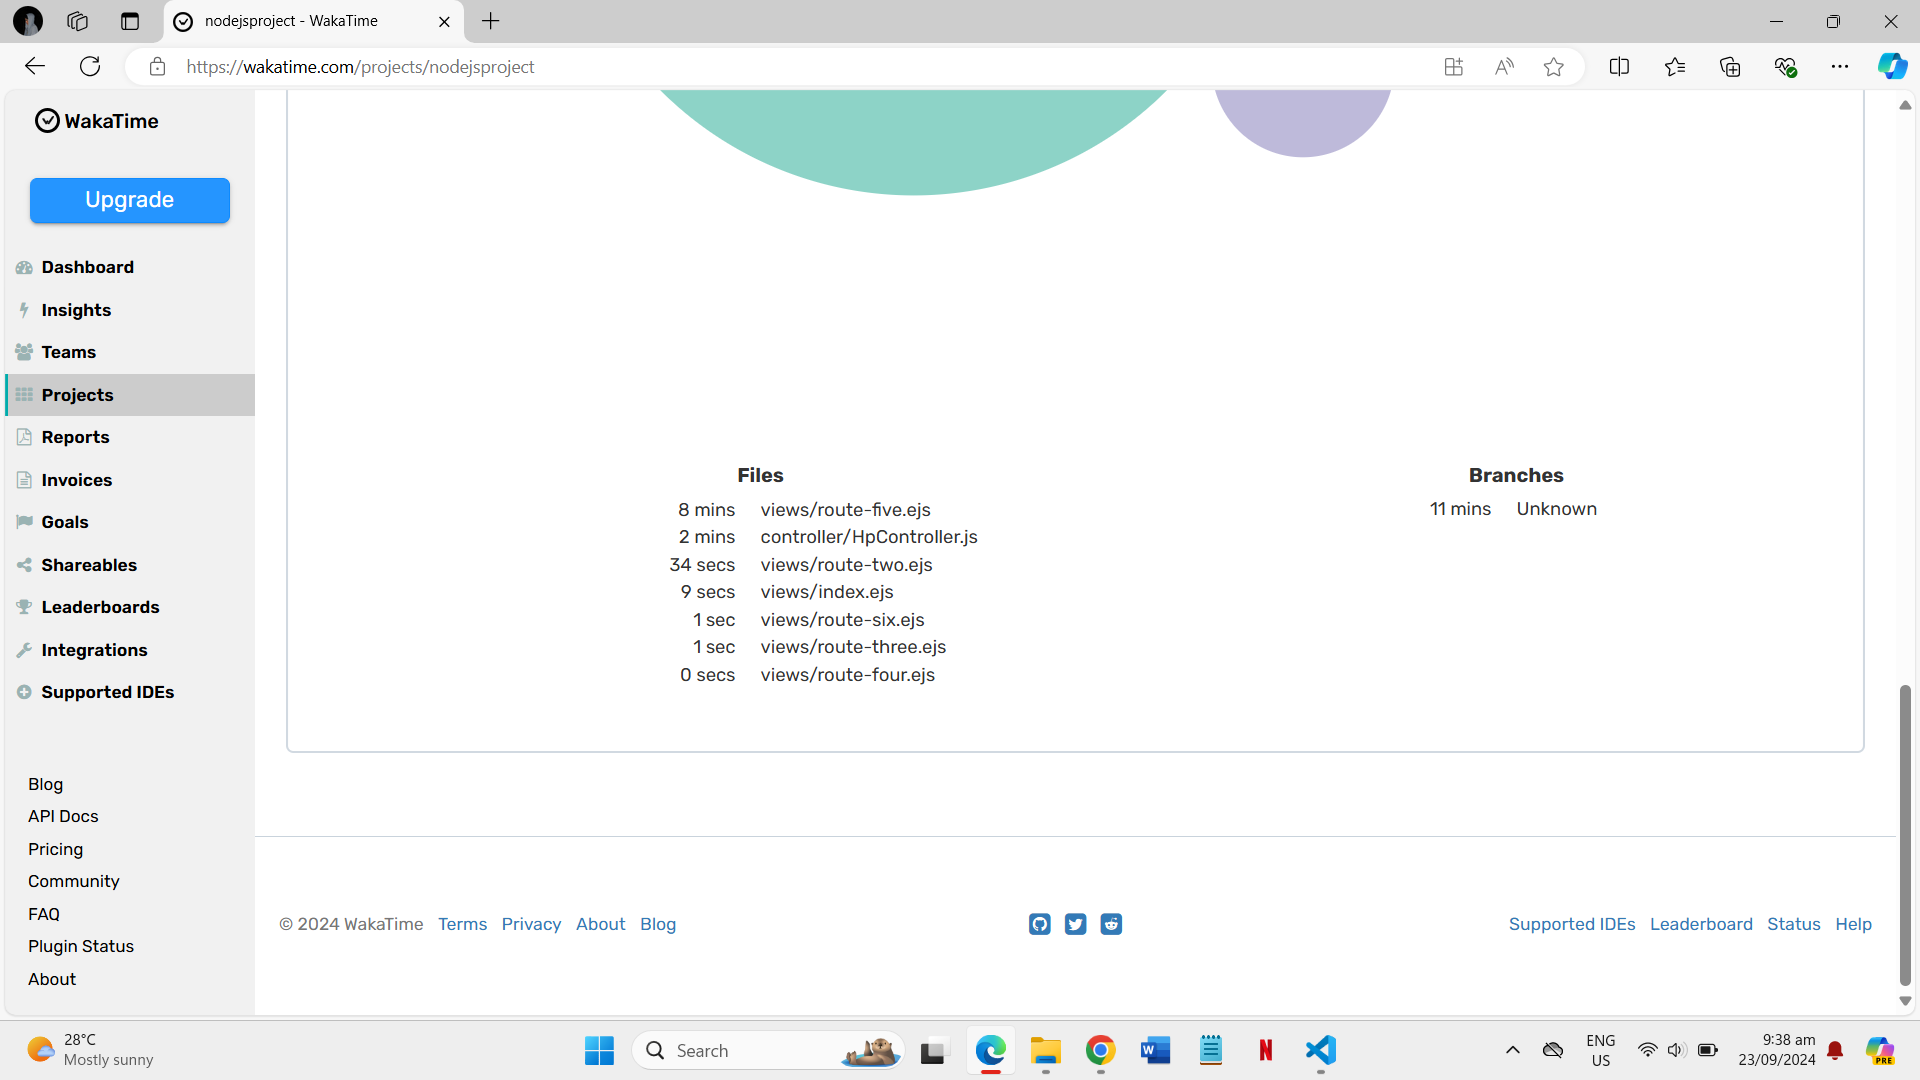 nodejsproject - WakaTime
https://wakatime.com/projects/nodejsproject
WakaTime
Upgrade
Dashboard
Insights
Teams
Projects
Reports
Invoices
Goals
Shareables
Leaderboards
Integrations
Supported IDEs
Blog
API Docs
Pricing
Community
FAQ
Plugin Status
About
Files
8 mins views/route-five.ejs
2 mins controller/HpController.js
34 secs views/route-two.ejs
9 secs views/index.ejs
1 sec views/route-six.ejs
1 sec views/route-three.ejs
0 secs views/route-four.ejs
Branches
11 mins Unknown
© 2024 WakaTime Terms Privacy About Blog
Supported IDEs Leaderboard Status Help
28°C
Mostly sunny
Search
ENG
US
9:38 am
23/09/2024
PRE